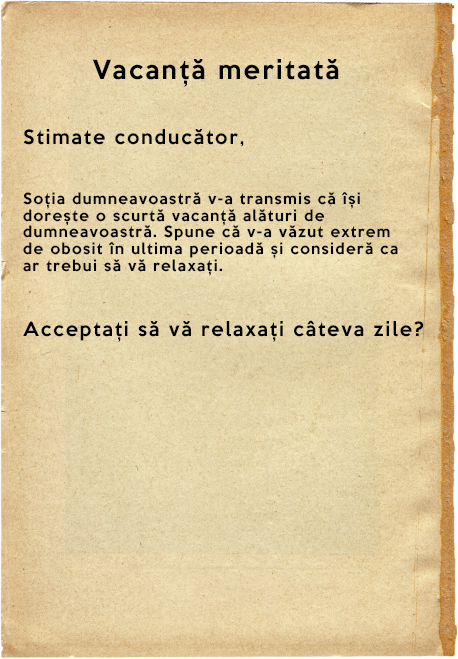 Vacanță meritată
Stimate conducător,
Soția dumneavoastră v-a transmis că își
dorește o scurtă vacanță alături de
dumneavoastră. Spune că v-a văzut extrem
de obosit în ultima perioadă și consideră ca
ar trebui să vă relaxați.
Acceptați să vă relaxați câteva zile?